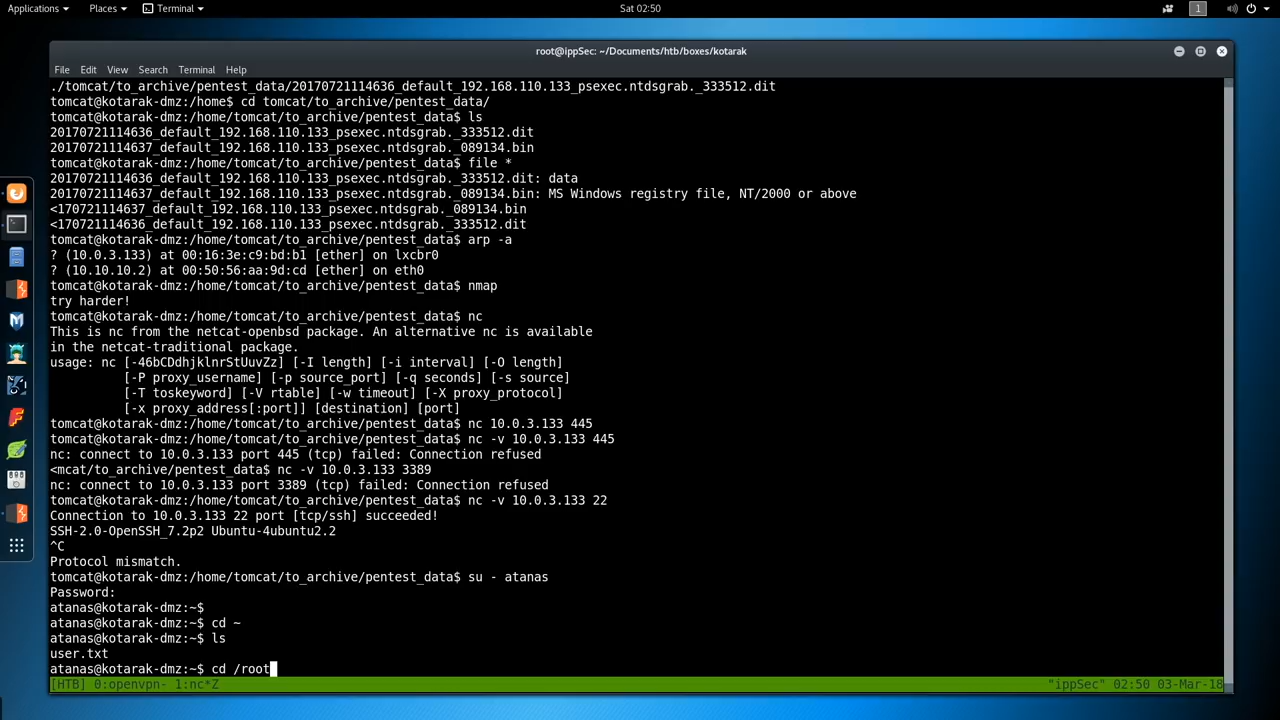 Applications
Places
Terminal
Sat 02:50
1
root@ippSec: ~/Documents/htb/boxes/kotarak
File Edit View Search Terminal Help
./tomcat/to_archive/pentest_data/20170721114636_default_192.168.110.133_psexec.ntdsgrab._333512.dit
tomcat@kotarak-dmz:/home$ cd tomcat/to_archive/pentest_data/
tomcat@kotarak-dmz:/home/tomcat/to_archive/pentest_data$ ls
20170721114636_default_192.168.110.133_psexec.ntdsgrab._333512.dit
20170721114637_default_192.168.110.133_psexec.ntdsgrab._089134.bin
tomcat@kotarak-dmz:/home/tomcat/to_archive/pentest_data$ file *
20170721114636_default_192.168.110.133_psexec.ntdsgrab._333512.dit: data
20170721114637_default_192.168.110.133_psexec.ntdsgrab._089134.bin: MS Windows registry file, NT/2000 or above
<170721114637_default_192.168.110.133_psexec.ntdsgrab._089134.bin
<170721114636_default_192.168.110.133_psexec.ntdsgrab._333512.dit
tomcat@kotarak-dmz:/home/tomcat/to_archive/pentest_data$ arp -a
? (10.0.3.133) at 00:16:3e:c9:bd:b1 [ether] on lxcbr0
? (10.10.10.2) at 00:50:56:aa:9d:cd [ether] on eth0
tomcat@kotarak-dmz:/home/tomcat/to_archive/pentest_data$ nmap
try harder!
tomcat@kotarak-dmz:/home/tomcat/to_archive/pentest_data$ nc
This is nc from the netcat-openbsd package. An alternative nc is available
in the netcat-traditional package.
usage: nc [-46bCDdhjklnrStUuvZz] [-I length] [-i interval] [-O length]
[-P proxy_username] [-p source_port] [-q seconds] [-s source]
[-T toskeyword] [-V rtable] [-w timeout] [-X proxy_protocol]
[-x proxy_address[:port]] [destination] [port]
tomcat@kotarak-dmz:/home/tomcat/to_archive/pentest_data$ nc 10.0.3.133 445
tomcat@kotarak-dmz:/home/tomcat/to_archive/pentest_data$ nc -v 10.0.3.133 445
nc: connect to 10.0.3.133 port 445 (tcp) failed: Connection refused
<mcat/to_archive/pentest_data$ nc -v 10.0.3.133 3389
nc: connect to 10.0.3.133 port 3389 (tcp) failed: Connection refused
tomcat@kotarak-dmz:/home/tomcat/to_archive/pentest_data$ nc -v 10.0.3.133 22
Connection to 10.0.3.133 22 port [tcp/ssh] succeeded!
SSH-2.0-OpenSSH_7.2p2 Ubuntu-4ubuntu2.2
^C
Protocol mismatch.
tomcat@kotarak-dmz:/home/tomcat/to_archive/pentest_data$ su - atanas
Password:
atanas@kotarak-dmz:~$
atanas@kotarak-dmz:~$ cd ~
atanas@kotarak-dmz:~$ ls
user.txt
atanas@kotarak-dmz:~$ cd /root
[HTB] 0:openvpn- 1:nc*Z "ippSec" 02:50 03-Mar-18